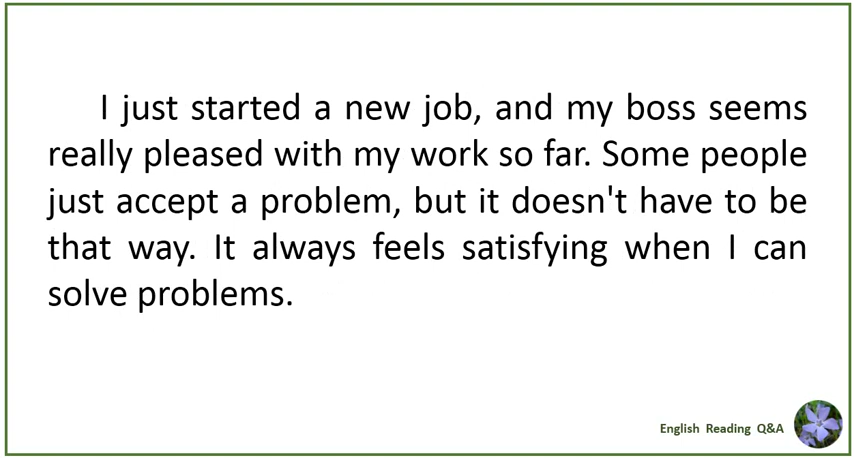 I just started a new job, and my boss seems
really pleased with my work so far. Some people
just accept a problem, but it doesn't have to be
that way. It always feels satisfying when I can
solve problems.
English Reading Q&A